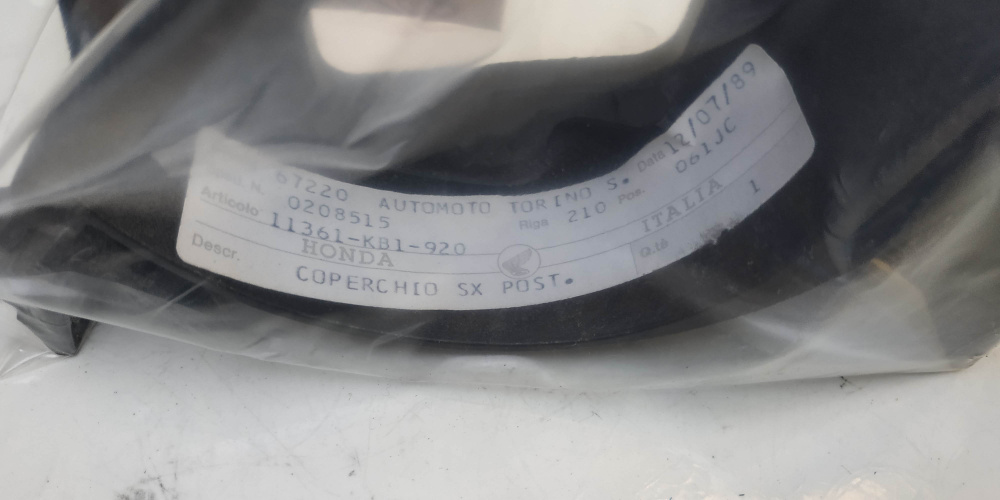 67220 AUTOMOTO TORINO S. Data 12/07/89
N. 0208515 Riga 210 Pos. 061JC
Articolo 11361-KB1-920
HONDA ITALIA
Descr. COPERCHIO SX POST. Q.tà 1